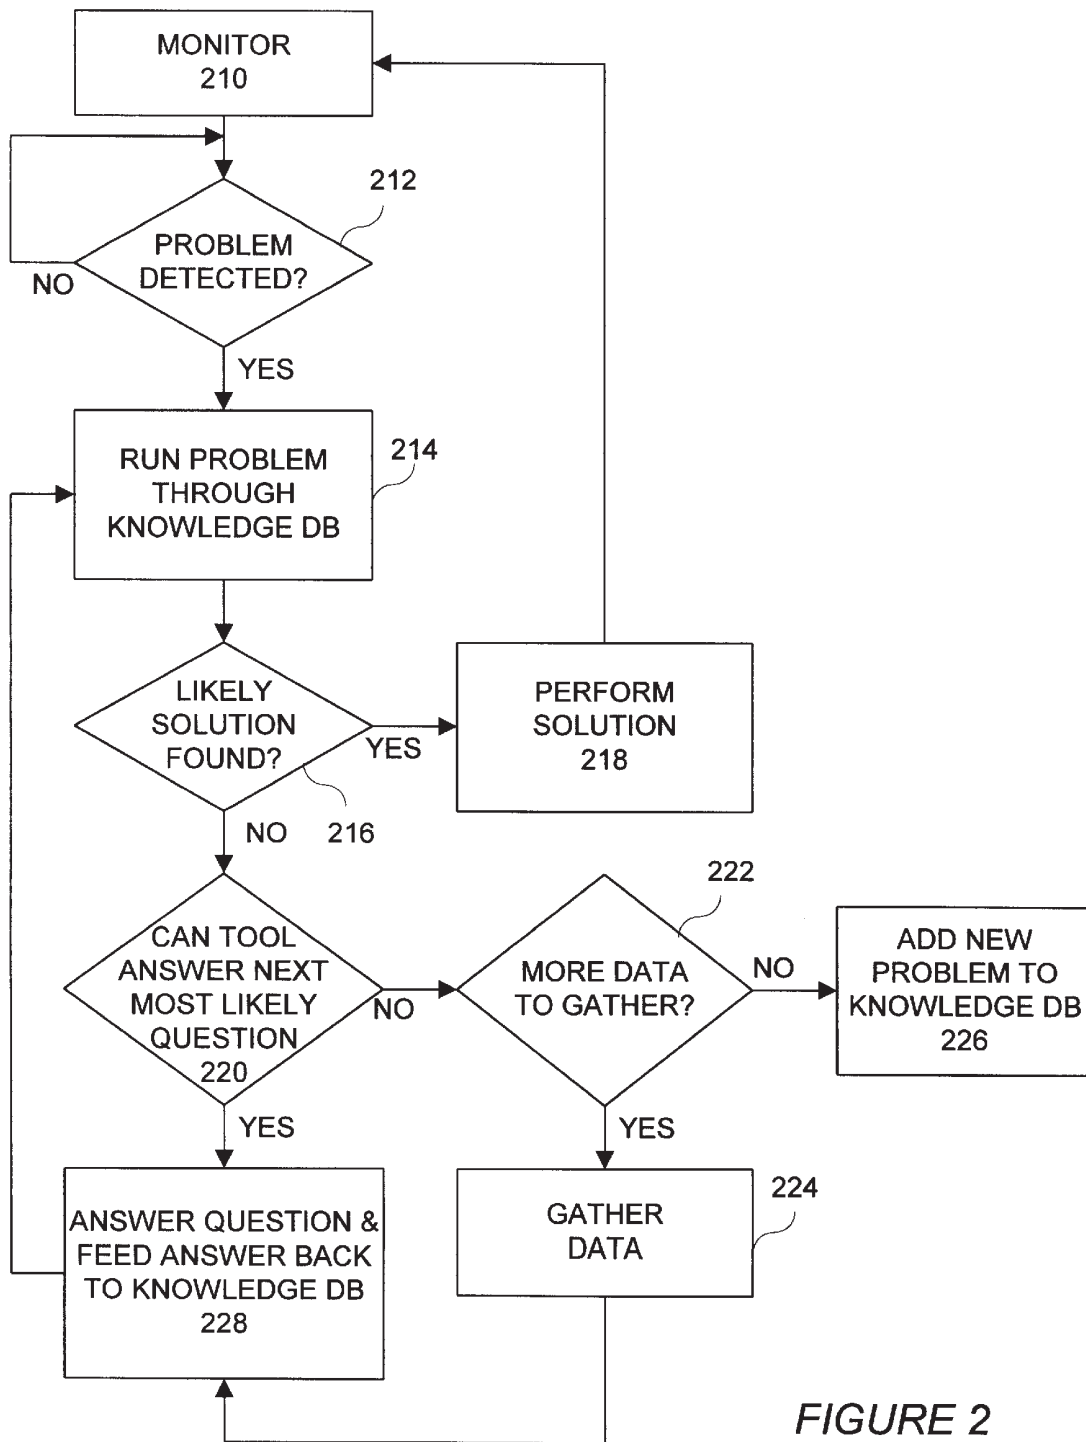 MONITOR
210
212
PROBLEM
DETECTED?
NO
YES
214
RUN PROBLEM
THROUGH
KNOWLEDGE DB
LIKELY
SOLUTION
FOUND?
YES
216
NO
PERFORM
SOLUTION
218
222
CAN TOOL
ANSWER NEXT
MOST LIKELY
QUESTION
220
NO
YES
MORE DATA
TO GATHER?
NO
YES
ADD NEW
PROBLEM TO
KNOWLEDGE DB
226
ANSWER QUESTION &
FEED ANSWER BACK
TO KNOWLEDGE DB
228
224
GATHER
DATA
FIGURE 2